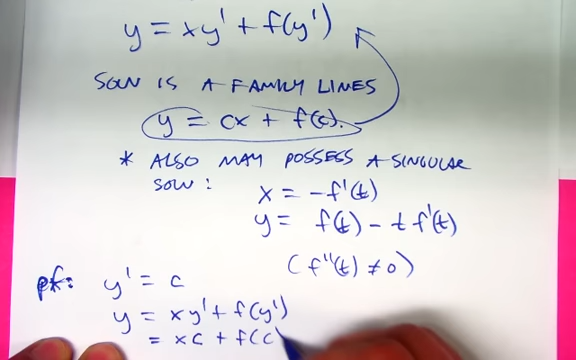 y = xy' + f(y')
SOLN IS A FAMILY LINES
y = cx + f(c).
* ALSO MAY POSSESS A SINGULAR
SOLN :
x = -f'(t)
y = f(t) - t f'(t)
(f"(t) ≠ 0)
pf: y' = c
y = xy' + f(y')
= xc + f(c)